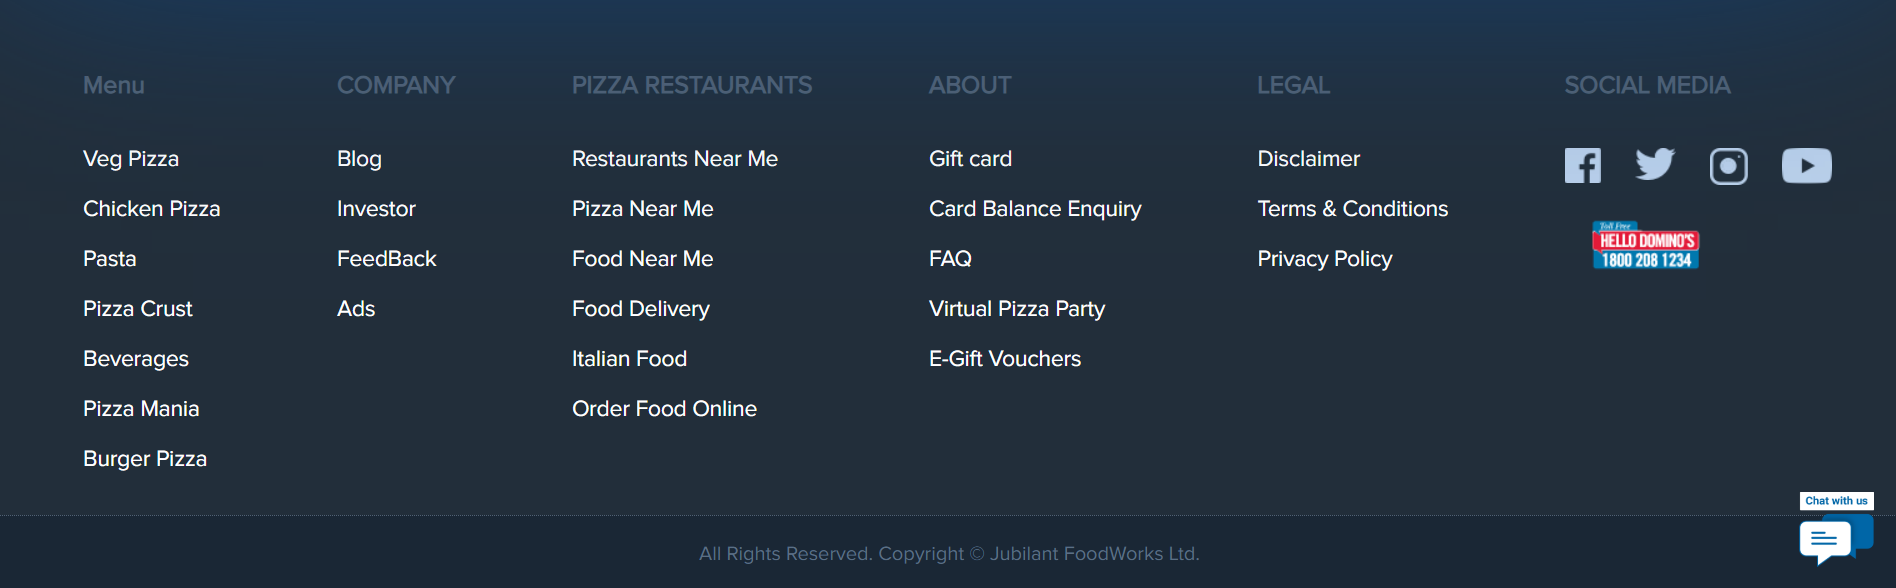 Menu
Veg Pizza
Chicken Pizza
Pasta
Pizza Crust
Beverages
Pizza Mania
Burger Pizza
COMPANY
Blog
Investor
FeedBack
Ads
PIZZA RESTAURANTS
Restaurants Near Me
Pizza Near Me
Food Near Me
Food Delivery
Italian Food
Order Food Online
ABOUT
Gift card
Card Balance Enquiry
FAQ
Virtual Pizza Party
E-Gift Vouchers
LEGAL
Disclaimer
Terms & Conditions
Privacy Policy
SOCIAL MEDIA
Toll Free
HELLO DOMINO'S
1800 208 1234
Chat with us
All Rights Reserved. Copyright © Jubilant FoodWorks Ltd.